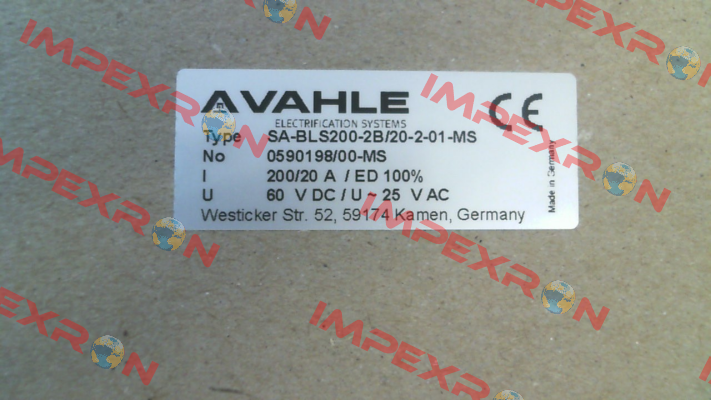 VAHLE
ELECTRIFICATION SYSTEMS
Type SA-BLS200-2B/20-2-01-MS
No 0590198/00-MS
I 200/20 A / ED 100%
U 60 V DC / U ~ 25 V AC
Westicker Str. 52, 59174 Kamen, Germany
CE
Made in Germany
IMPEXRON
IMPEXRON
IMPEXRON
IMPEXRON
IMPEXRON
IMPEXRON
IMPEXRON